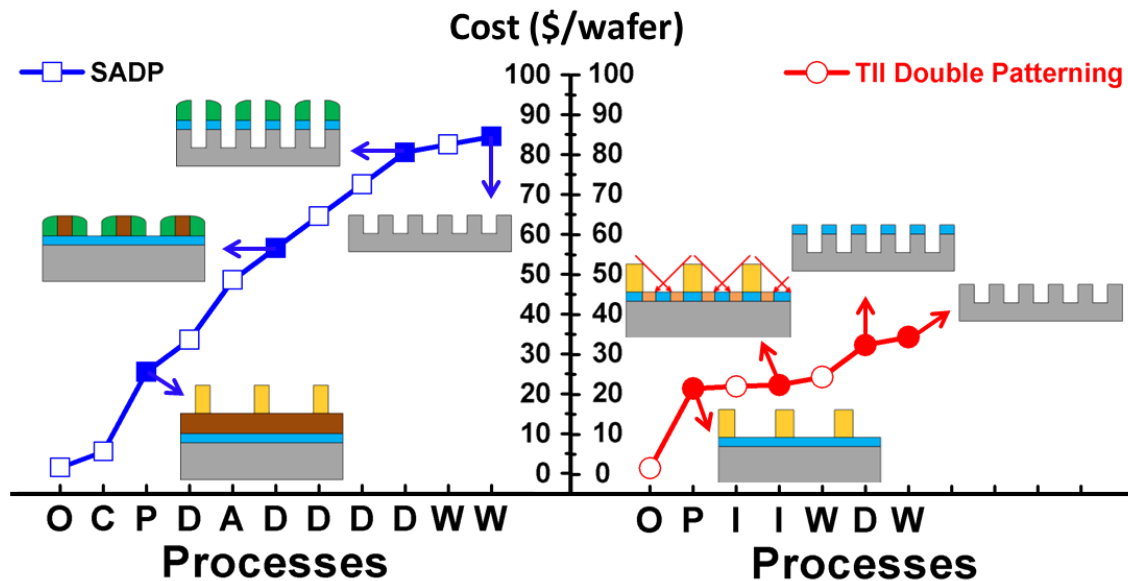 Cost ($/wafer)
SADP
TII Double Patterning
100 100
90 90
80 80
70 70
60 60
50 50
40 40
30 30
20 20
10 10
0 0
O C P D A D D D D W W
O P I I W D W
Processes
Processes